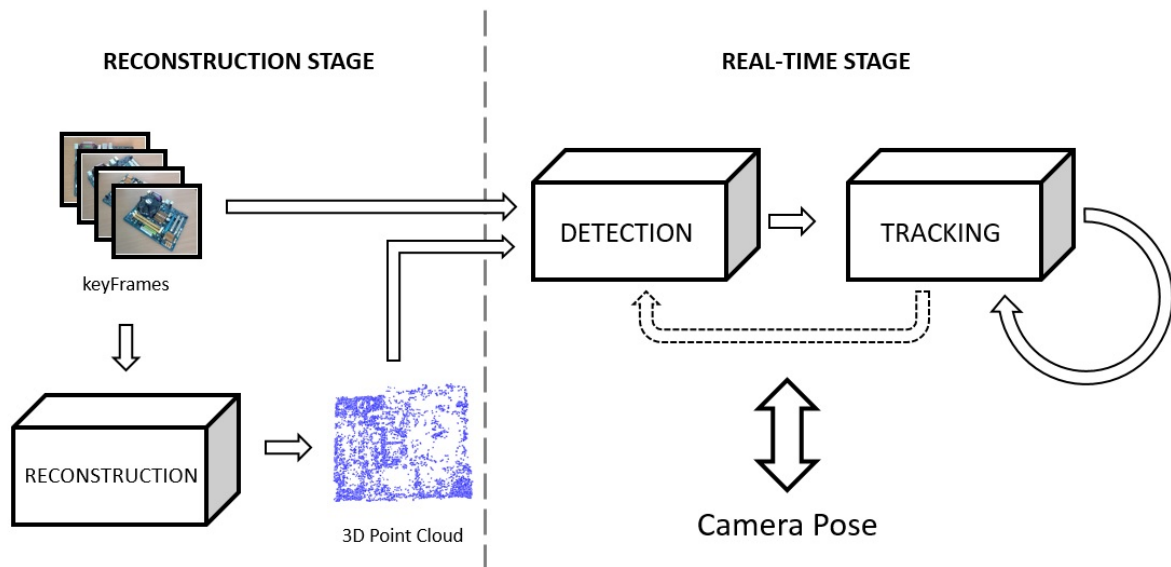 RECONSTRUCTION STAGE
REAL-TIME STAGE
keyFrames
DETECTION
TRACKING
RECONSTRUCTION
3D Point Cloud
Camera Pose